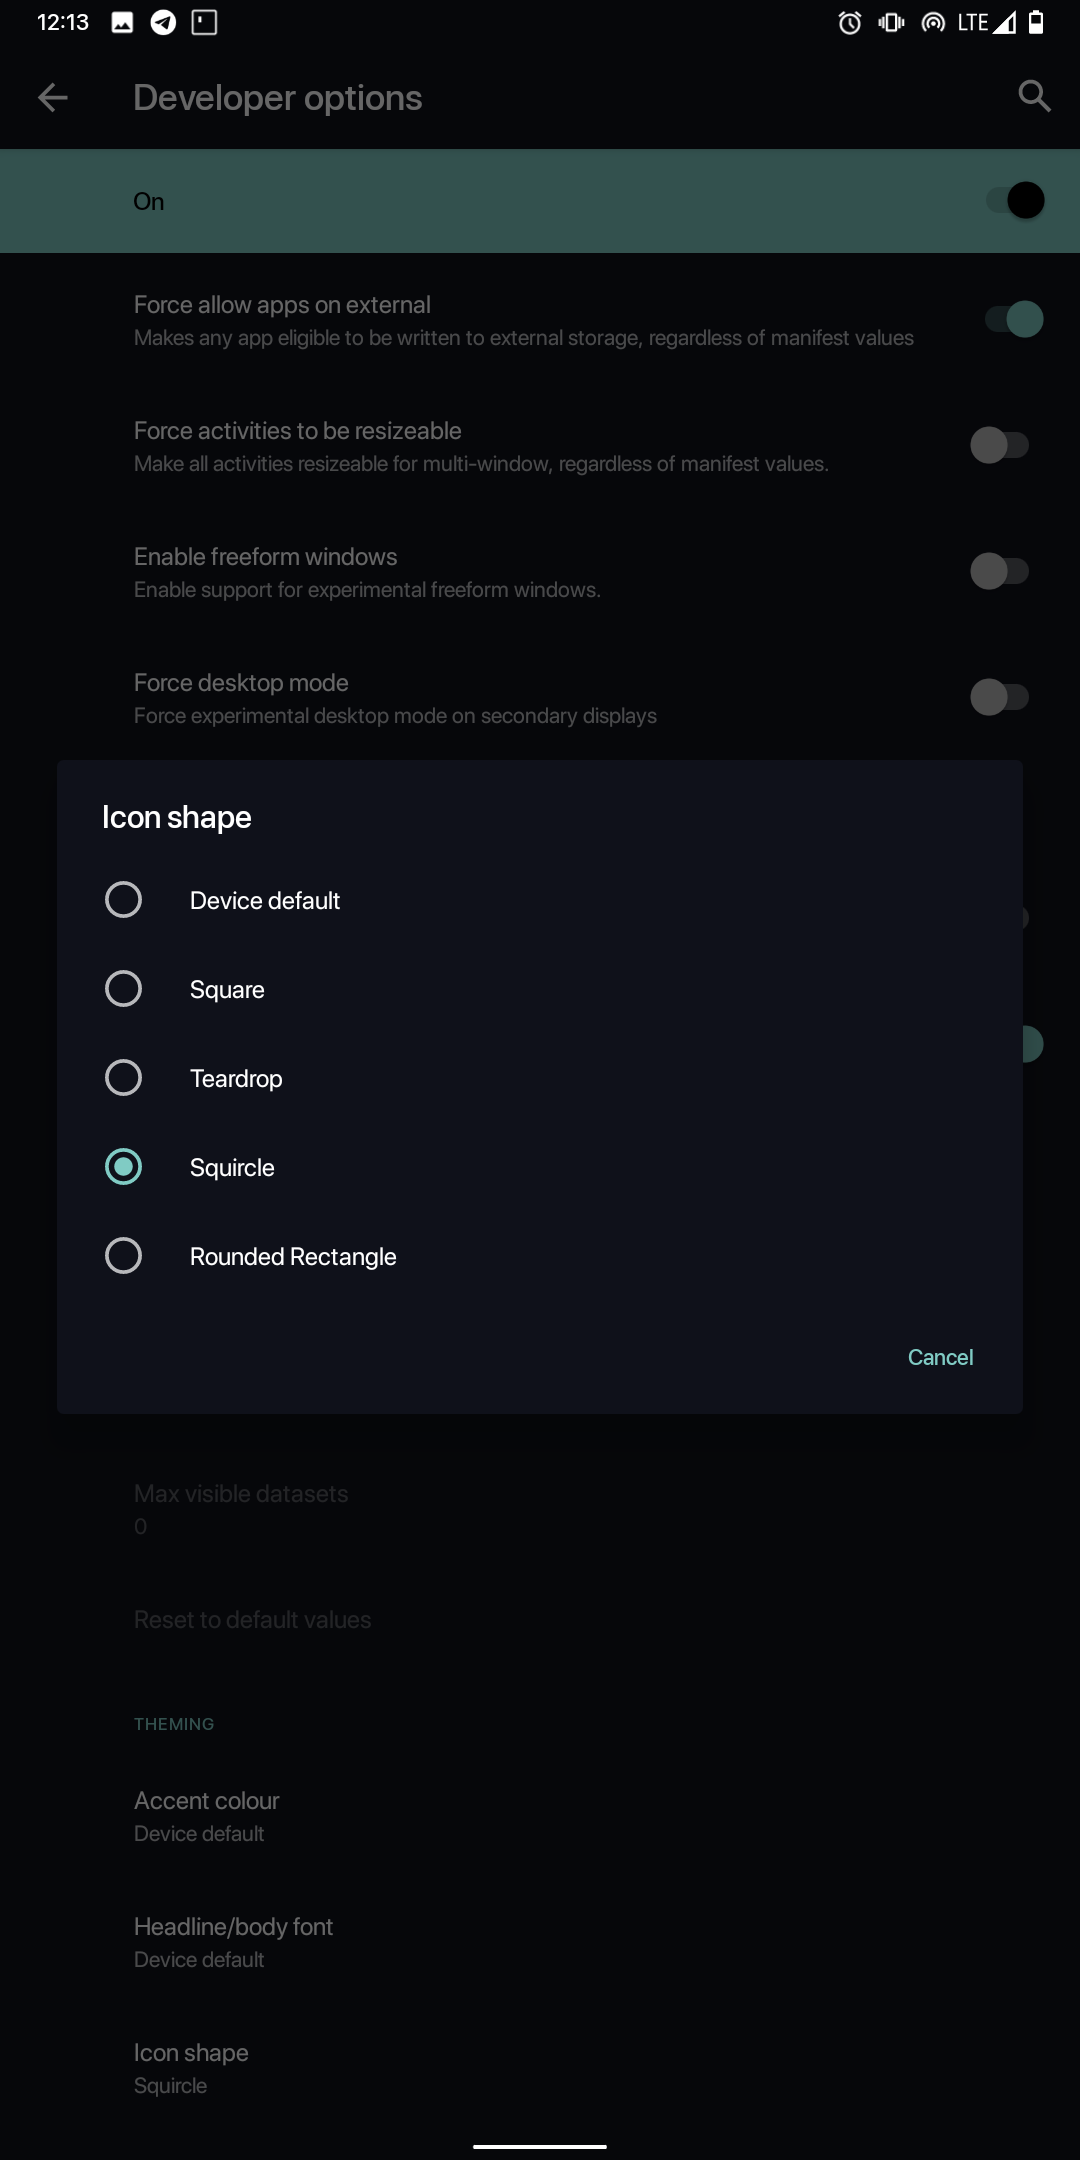 12:13
LTE
Developer options
On
Force allow apps on external
Makes any app eligible to be written to external storage, regardless of manifest values
Force activities to be resizeable
Make all activities resizeable for multi-window, regardless of manifest values.
Enable freeform windows
Enable support for experimental freeform windows.
Force desktop mode
Force experimental desktop mode on secondary displays
Icon shape
Device default
Square
Teardrop
Squircle
Rounded Rectangle
Cancel
Max visible datasets
0
Reset to default values
THEMING
Accent colour
Device default
Headline/body font
Device default
Icon shape
Squircle